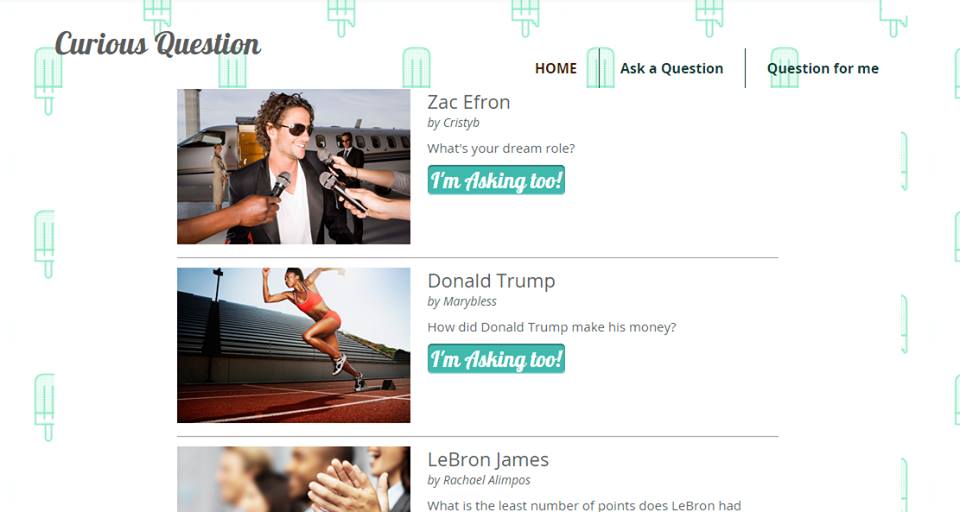 Curious Question
HOME
Ask a Question
Question for me
Zac Efron
by Cristyb
What's your dream role?
I'm Asking too!
Donald Trump
by Marybless
How did Donald Trump make his money?
I'm Asking too!
LeBron James
by Rachael Alimpos
What is the least number of points does LeBron had